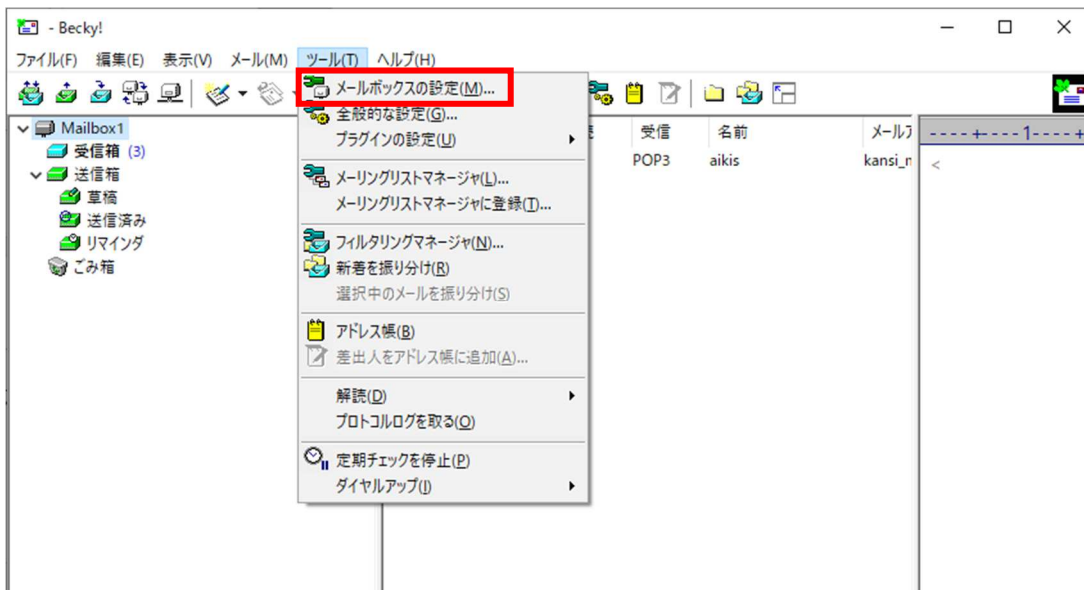 - Becky!
ファイル(F) 編集(E) 表示(V) メール(M) ツール(T) ヘルプ(H)
メールボックスの設定(M)...
全般的な設定(G)...
プラグインの設定(U)
メーリングリストマネージャ(L)...
メーリングリストマネージャに登録(T)...
フィルタリングマネージャ(N)...
新着を振り分け(R)
選択中のメールを振り分け(S)
アドレス帳(B)
差出人をアドレス帳に追加(A)...
解読(D)
プロトコルログを取る(O)
定期チェックを停止(P)
ダイヤルアップ(I)
Mailbox1
受信箱 (3)
送信箱
草稿
送信済み
リマインダ
ごみ箱
受信 名前
POP3 aikis
----+----1----+
<